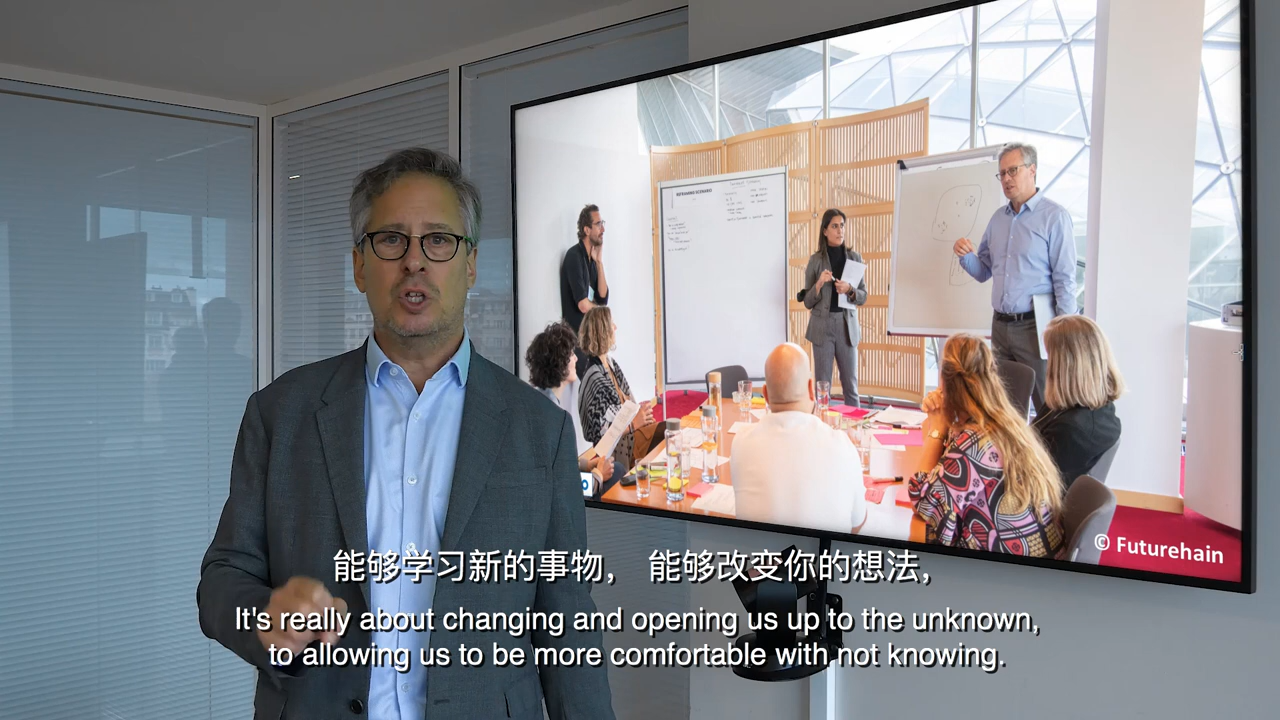 © Futurehain
能够学习新的事物， 能够改变你的想法，
It's really about changing and opening us up to the unknown,
to allowing us to be more comfortable with not knowing.